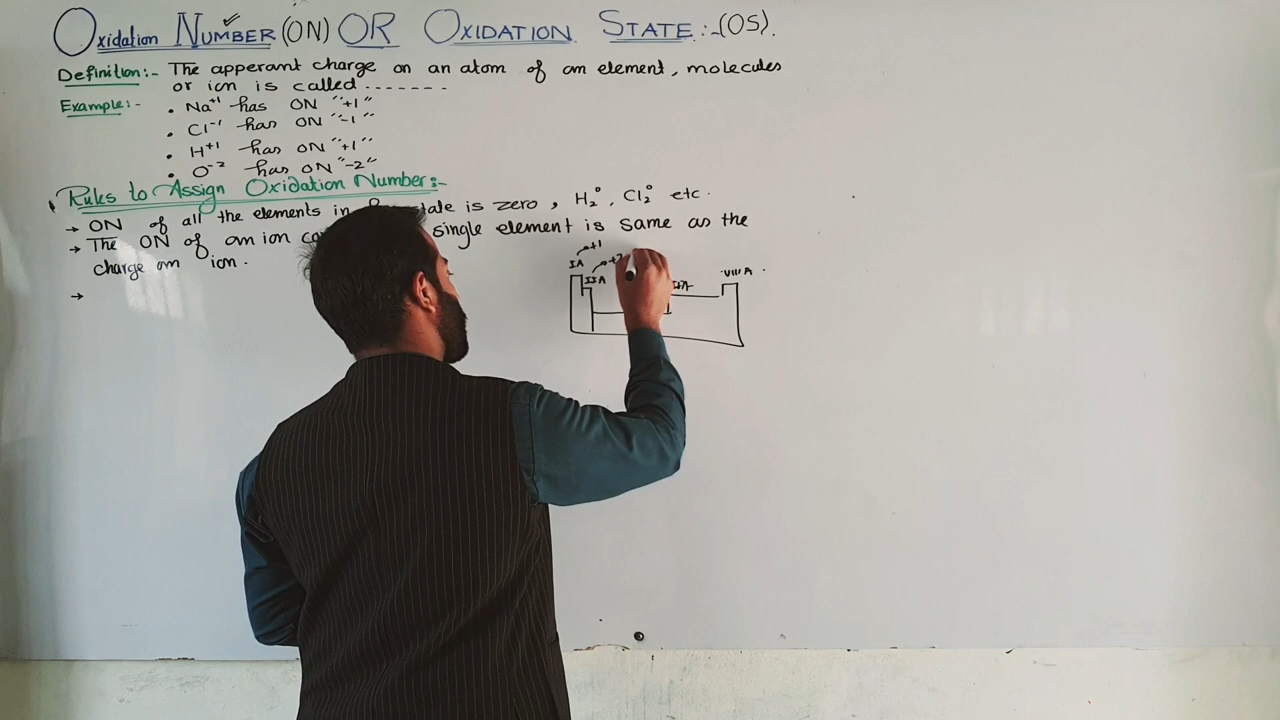 Oxidation NUMBER (ON) OR OXIDATION STATE :- (OS).
Definition:- The apperant charge on an atom of an element, molecules
or ion is called.......
Example:- . Na⁺¹ has ON "+1"
. Cl⁻¹ has ON "-1"
. H⁺¹ has ON "+1"
. O⁻² has ON "-2"
Rules to Assign Oxidation Number:-
→ ON of all the elements in is zero, H₂°, Cl₂° etc.
→ The ON of an ion single element is same as the
charge on ion.
→
+1
IA +2
IIA VIIIA